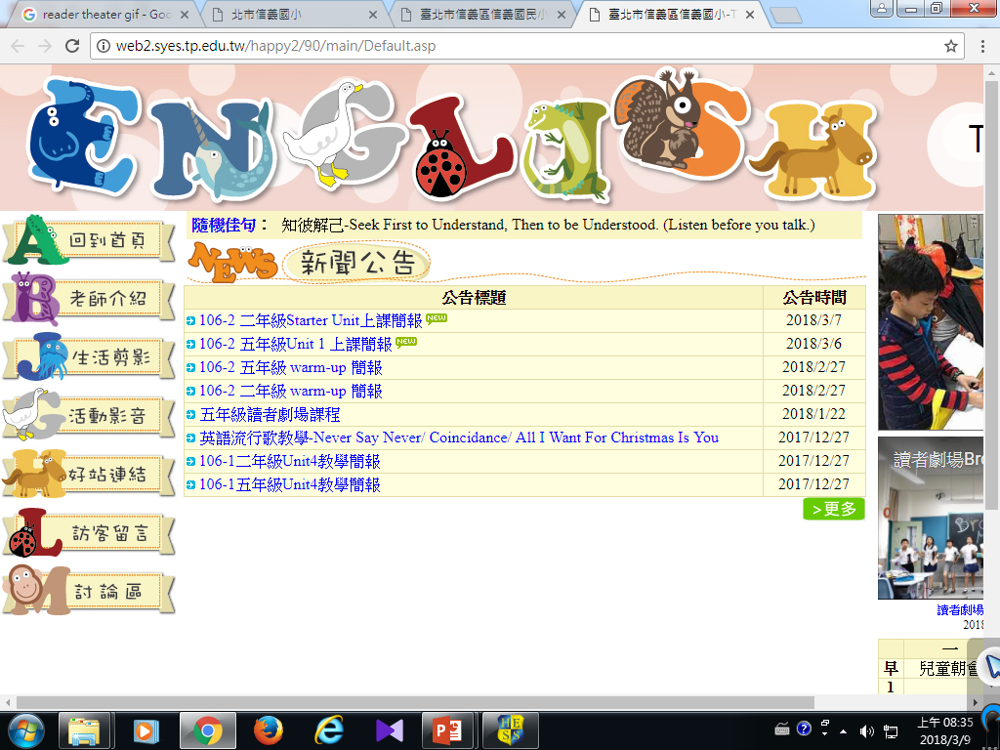 reader theater gif - Goo
北市信義國小
臺北市信義區信義國民小
臺北市信義區信義國小-T
web2.syes.tp.edu.tw/happy2/90/main/Default.asp
ENGLISH
T
回到首頁
老師介紹
生活剪影
活動影音
好站連結
訪客留言
討論區
隨機佳句： 知彼解己-Seek First to Understand, Then to be Understood. (Listen before you talk.)
NEWS 新聞公告
公告標題 公告時間
106-2 二年級Starter Unit上課簡報 NEW 2018/3/7
106-2 五年級Unit 1 上課簡報 NEW 2018/3/6
106-2 五年級 warm-up 簡報 2018/2/27
106-2 二年級 warm-up 簡報 2018/2/27
五年級讀者劇場課程 2018/1/22
英語流行歌教學-Never Say Never/ Coincidance/ All I Want For Christmas Is You 2017/12/27
106-1二年級Unit4教學簡報 2017/12/27
106-1五年級Unit4教學簡報 2017/12/27
>更多
讀者劇場Bro
讀者劇場
2018
一
早 兒童朝會
1
HESS
上午 08:35
2018/3/9